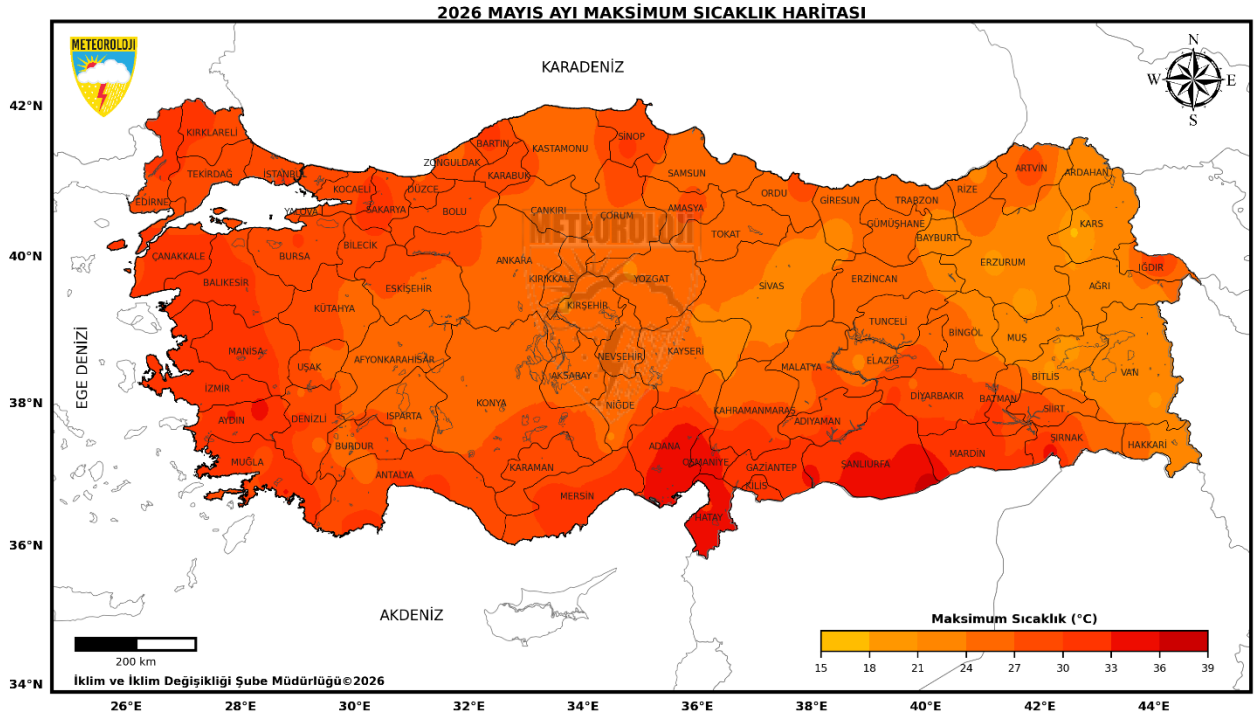 2026 MAYIS AYI MAKSİMUM SICAKLIK HARİTASI
METEOROLOJİ
KARADENİZ
N
W E
S
42°N
40°N
38°N
36°N
34°N
EGE DENİZİ
KIRKLARELİ
TEKİRDAĞ
İSTANBUL
EDİRNE
YALOVA
KOCAELİ
SAKARYA
DÜZCE
ZONGULDAK
BARTIN
KARABÜK
KASTAMONU
SİNOP
SAMSUN
BOLU
ÇANKIRI
ÇORUM
AMASYA
ORDU
GİRESUN
TRABZON
RİZE
ARTVİN
ARDAHAN
TOKAT
GÜMÜŞHANE
BAYBURT
KARS
ÇANAKKALE
BURSA
BİLECİK
ANKARA
METEOROLOJİ
ERZURUM
IĞDIR
BALIKESİR
ESKİŞEHİR
KIRIKKALE
YOZGAT
SİVAS
ERZİNCAN
AĞRI
KÜTAHYA
KIRŞEHİR
TUNCELİ
BİNGÖL
MUŞ
MANİSA
UŞAK
AFYONKARAHİSAR
NEVŞEHİR
KAYSERİ
MALATYA
ELAZIĞ
BİTLİS
VAN
İZMİR
AKSARAY
AYDIN
DENİZLİ
ISPARTA
KONYA
NİĞDE
KAHRAMANMARAŞ
ADIYAMAN
DİYARBAKIR
BATMAN
SİİRT
MUĞLA
BURDUR
ANTALYA
KARAMAN
MERSİN
ADANA
OSMANİYE
GAZİANTEP
KİLİS
ŞANLIURFA
MARDİN
ŞIRNAK
HAKKARİ
HATAY
AKDENİZ
200 km
İklim ve İklim Değişikliği Şube Müdürlüğü©2026
Maksimum Sıcaklık (°C)
15 18 21 24 27 30 33 36 39
26°E 28°E 30°E 32°E 34°E 36°E 38°E 40°E 42°E 44°E